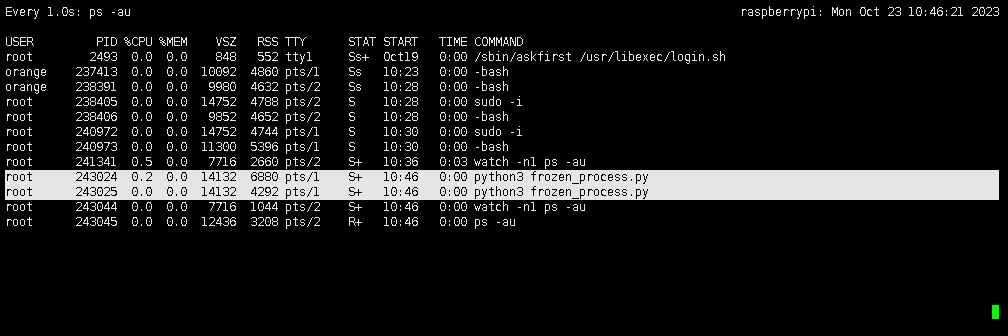 Every 1.0s: ps -au raspberrypi: Mon Oct 23 10:46:21 2023
USER PID %CPU %MEM VSZ RSS TTY STAT START TIME COMMAND
root 2493 0.0 0.0 848 552 tty1 Ss+ Oct19 0:00 /sbin/askfirst /usr/libexec/login.sh
orange 237413 0.0 0.0 10092 4860 pts/1 Ss 10:23 0:00 -bash
orange 238391 0.0 0.0 9980 4632 pts/2 Ss 10:28 0:00 -bash
root 238405 0.0 0.0 14752 4788 pts/2 S 10:28 0:00 sudo -i
root 238406 0.0 0.0 9852 4652 pts/2 S 10:28 0:00 -bash
root 240972 0.0 0.0 14752 4744 pts/1 S 10:30 0:00 sudo -i
root 240973 0.0 0.0 11300 5396 pts/1 S 10:30 0:00 -bash
root 241341 0.5 0.0 7716 2660 pts/2 S+ 10:36 0:03 watch -n1 ps -au
root 243024 0.2 0.0 14132 6880 pts/1 S+ 10:46 0:00 python3 frozen_process.py
root 243025 0.0 0.0 14132 4292 pts/1 S+ 10:46 0:00 python3 frozen_process.py
root 243044 0.0 0.0 7716 1044 pts/2 S+ 10:46 0:00 watch -n1 ps -au
root 243045 0.0 0.0 12436 3208 pts/2 R+ 10:46 0:00 ps -au